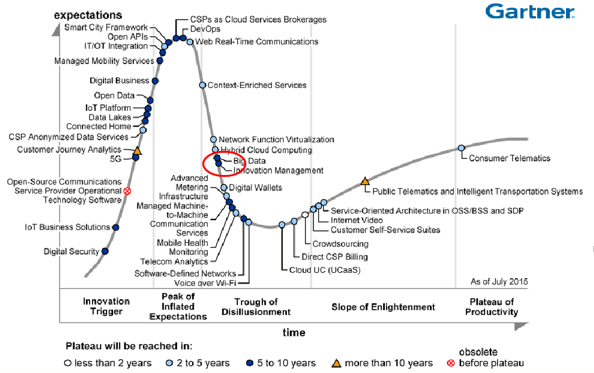 Gartner
expectations
CSPs as Cloud Services Brokerages
Smart City Framework
DevOps
Open APIs
Web Real-Time Communications
IT/OT Integration
Managed Mobility Services
Digital Business
Context-Enriched Services
Open Data
IoT Platform
Data Lakes
Connected Home
CSP Anonymized Data Services
Network Function Virtualization
Customer Journey Analytics
Hybrid Cloud Computing
5G
Big Data
Consumer Telematics
Innovation Management
Open-Source Communications
Service Provider Operational
Technology Software
Advanced
Metering
Infrastructure
Digital Wallets
Public Telematics and Intelligent Transportation Systems
Managed Machine-
to-Machine
Communication
Services
Service-Oriented Architecture in OSS/BSS and SDP
Internet Video
IoT Business Solutions
Customer Self-Service Suites
Mobile Health
Monitoring
Crowdsourcing
Digital Security
Telecom Analytics
Direct CSP Billing
Software-Defined Networks
Cloud UC (UCaaS)
Voice over Wi-Fi
As of July 2015
Innovation
Trigger
Peak of
Inflated
Expectations
Trough of
Disillusionment
Slope of Enlightenment
Plateau of
Productivity
time
Plateau will be reached in:
less than 2 years
2 to 5 years
5 to 10 years
more than 10 years
obsolete
before plateau